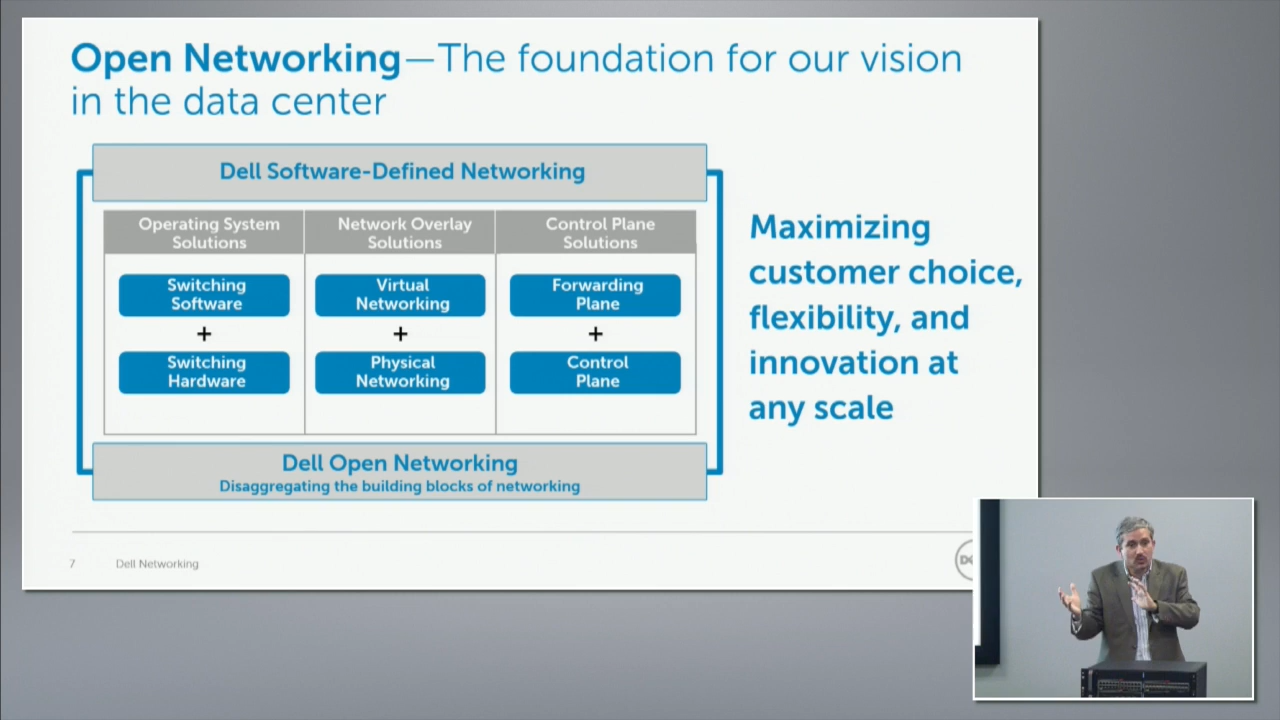 Open Networking—The foundation for our vision
in the data center
Dell Software-Defined Networking
Operating System
Solutions
Network Overlay
Solutions
Control Plane
Solutions
Switching
Software
+
Switching
Hardware
Virtual
Networking
+
Physical
Networking
Forwarding
Plane
+
Control
Plane
Maximizing
customer choice,
flexibility, and
innovation at
any scale
Dell Open Networking
Disaggregating the building blocks of networking
7 Dell Networking